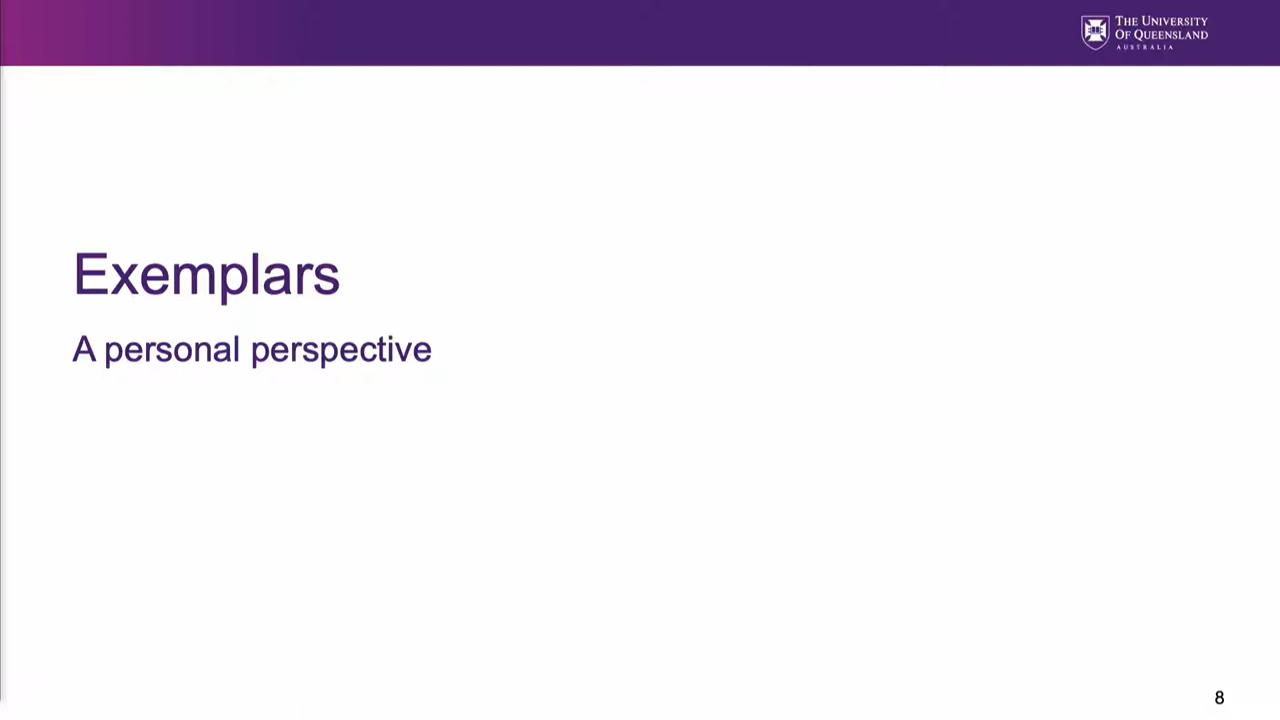 THE UNIVERSITY
OF QUEENSLAND
AUSTRALIA
Exemplars
A personal perspective
8